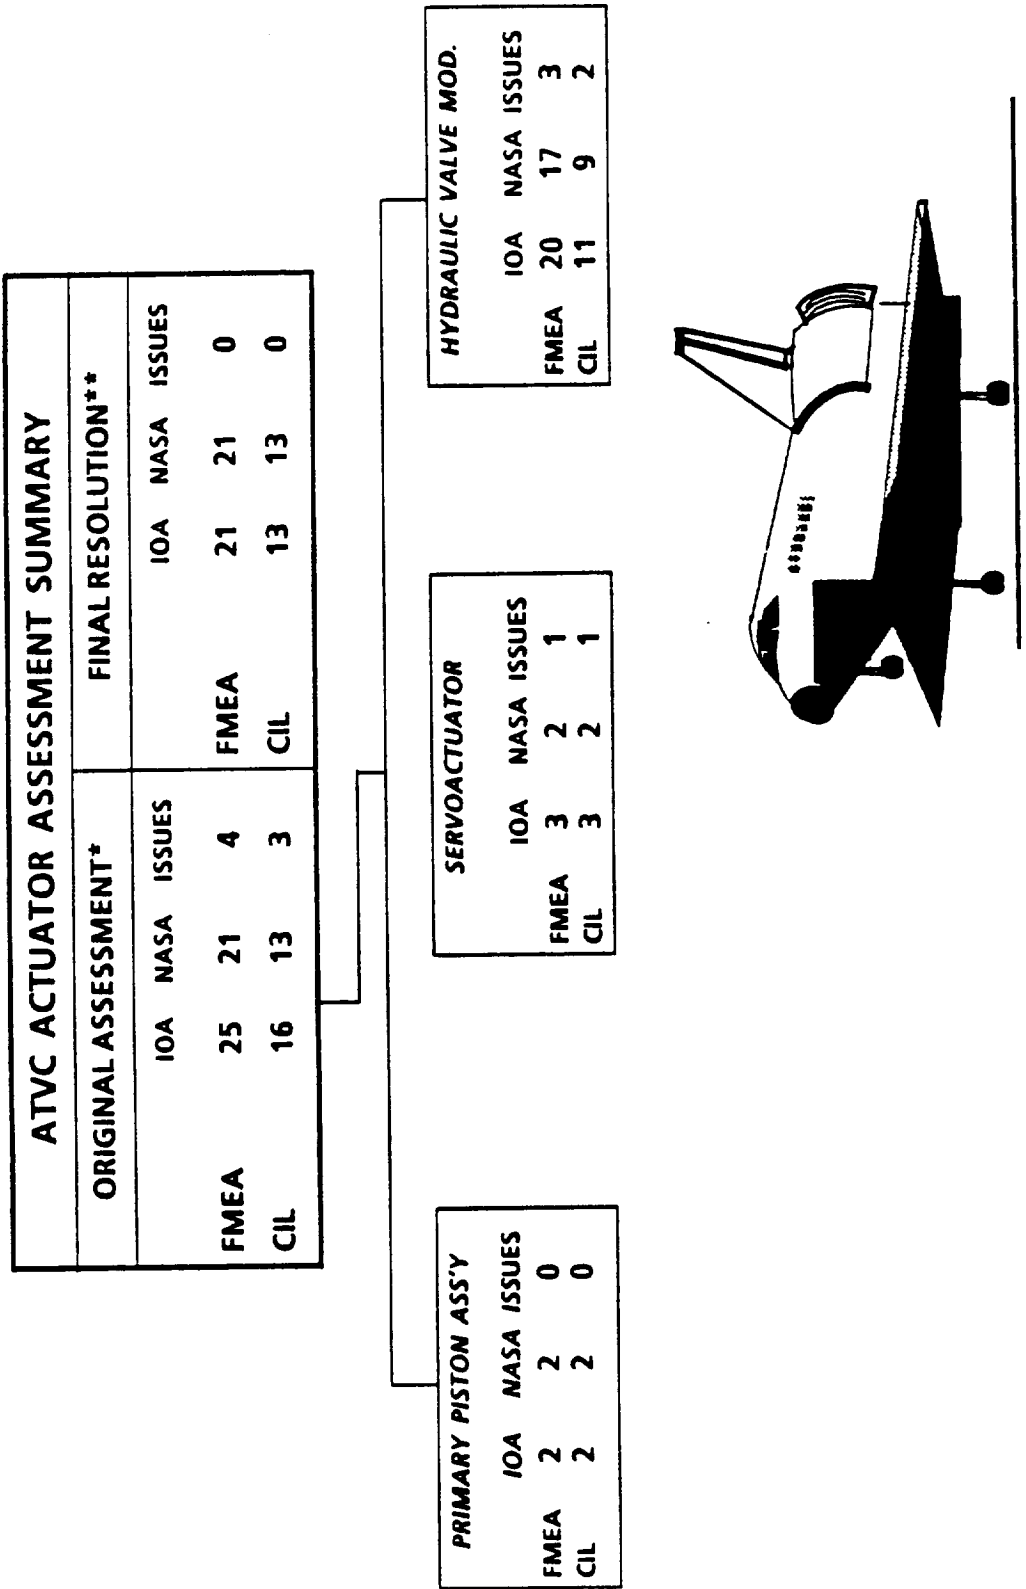 ATVC ACTUATOR ASSESSMENT SUMMARY
ORIGINAL ASSESSMENT* FINAL RESOLUTION**
IOA NASA ISSUES IOA NASA ISSUES
FMEA 25 21 4 FMEA 21 21 0
CIL 16 13 3 CIL 13 13 0
PRIMARY PISTON ASS'Y
IOA NASA ISSUES
FMEA 2 2 0
CIL 2 2 0
SERVOACTUATOR
IOA NASA ISSUES
FMEA 3 2 1
CIL 3 2 1
HYDRAULIC VALVE MOD.
IOA NASA ISSUES
FMEA 20 17 3
CIL 11 9 2